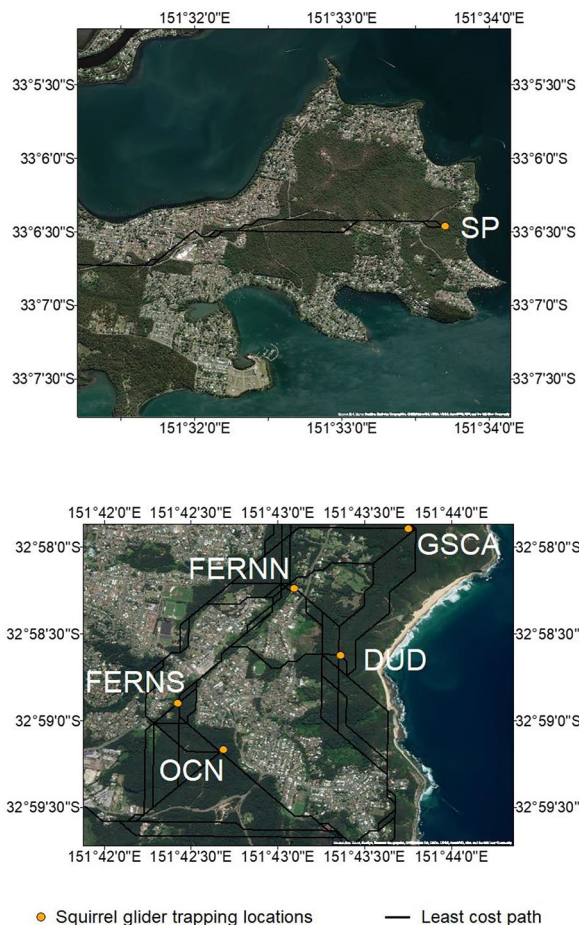 151°32'0"E 151°33'0"E 151°34'0"E
33°5'30"S 33°5'30"S
33°6'0"S 33°6'0"S
33°6'30"S SP 33°6'30"S
33°7'0"S 33°7'0"S
33°7'30"S 33°7'30"S
151°32'0"E 151°33'0"E 151°34'0"E
151°42'0"E 151°42'30"E 151°43'0"E 151°43'30"E 151°44'0"E
32°58'0"S GSCA 32°58'0"S
FERNN
32°58'30"S 32°58'30"S
DUD
FERNS
32°59'0"S 32°59'0"S
OCN
32°59'30"S 32°59'30"S
151°42'0"E 151°42'30"E 151°43'0"E 151°43'30"E 151°44'0"E
Squirrel glider trapping locations Least cost path